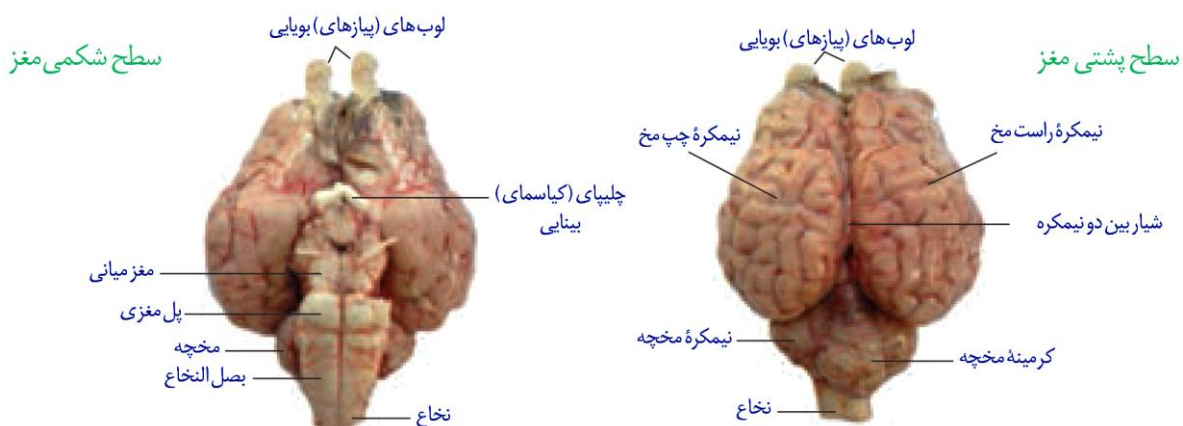 سطح پشتی مغز
لوب‌های (پیازهای) بویایی
نیمکرهٔ راست مخ
نیمکرهٔ چپ مخ
شیار بین دو نیمکره
نیمکرهٔ مخچه
کرمینهٔ مخچه
نخاع
سطح شکمی مغز
لوب‌های (پیازهای) بویایی
چلیپای (کیاسمای)
بینایی
مغز میانی
پل مغزی
مخچه
بصل النخاع
نخاع